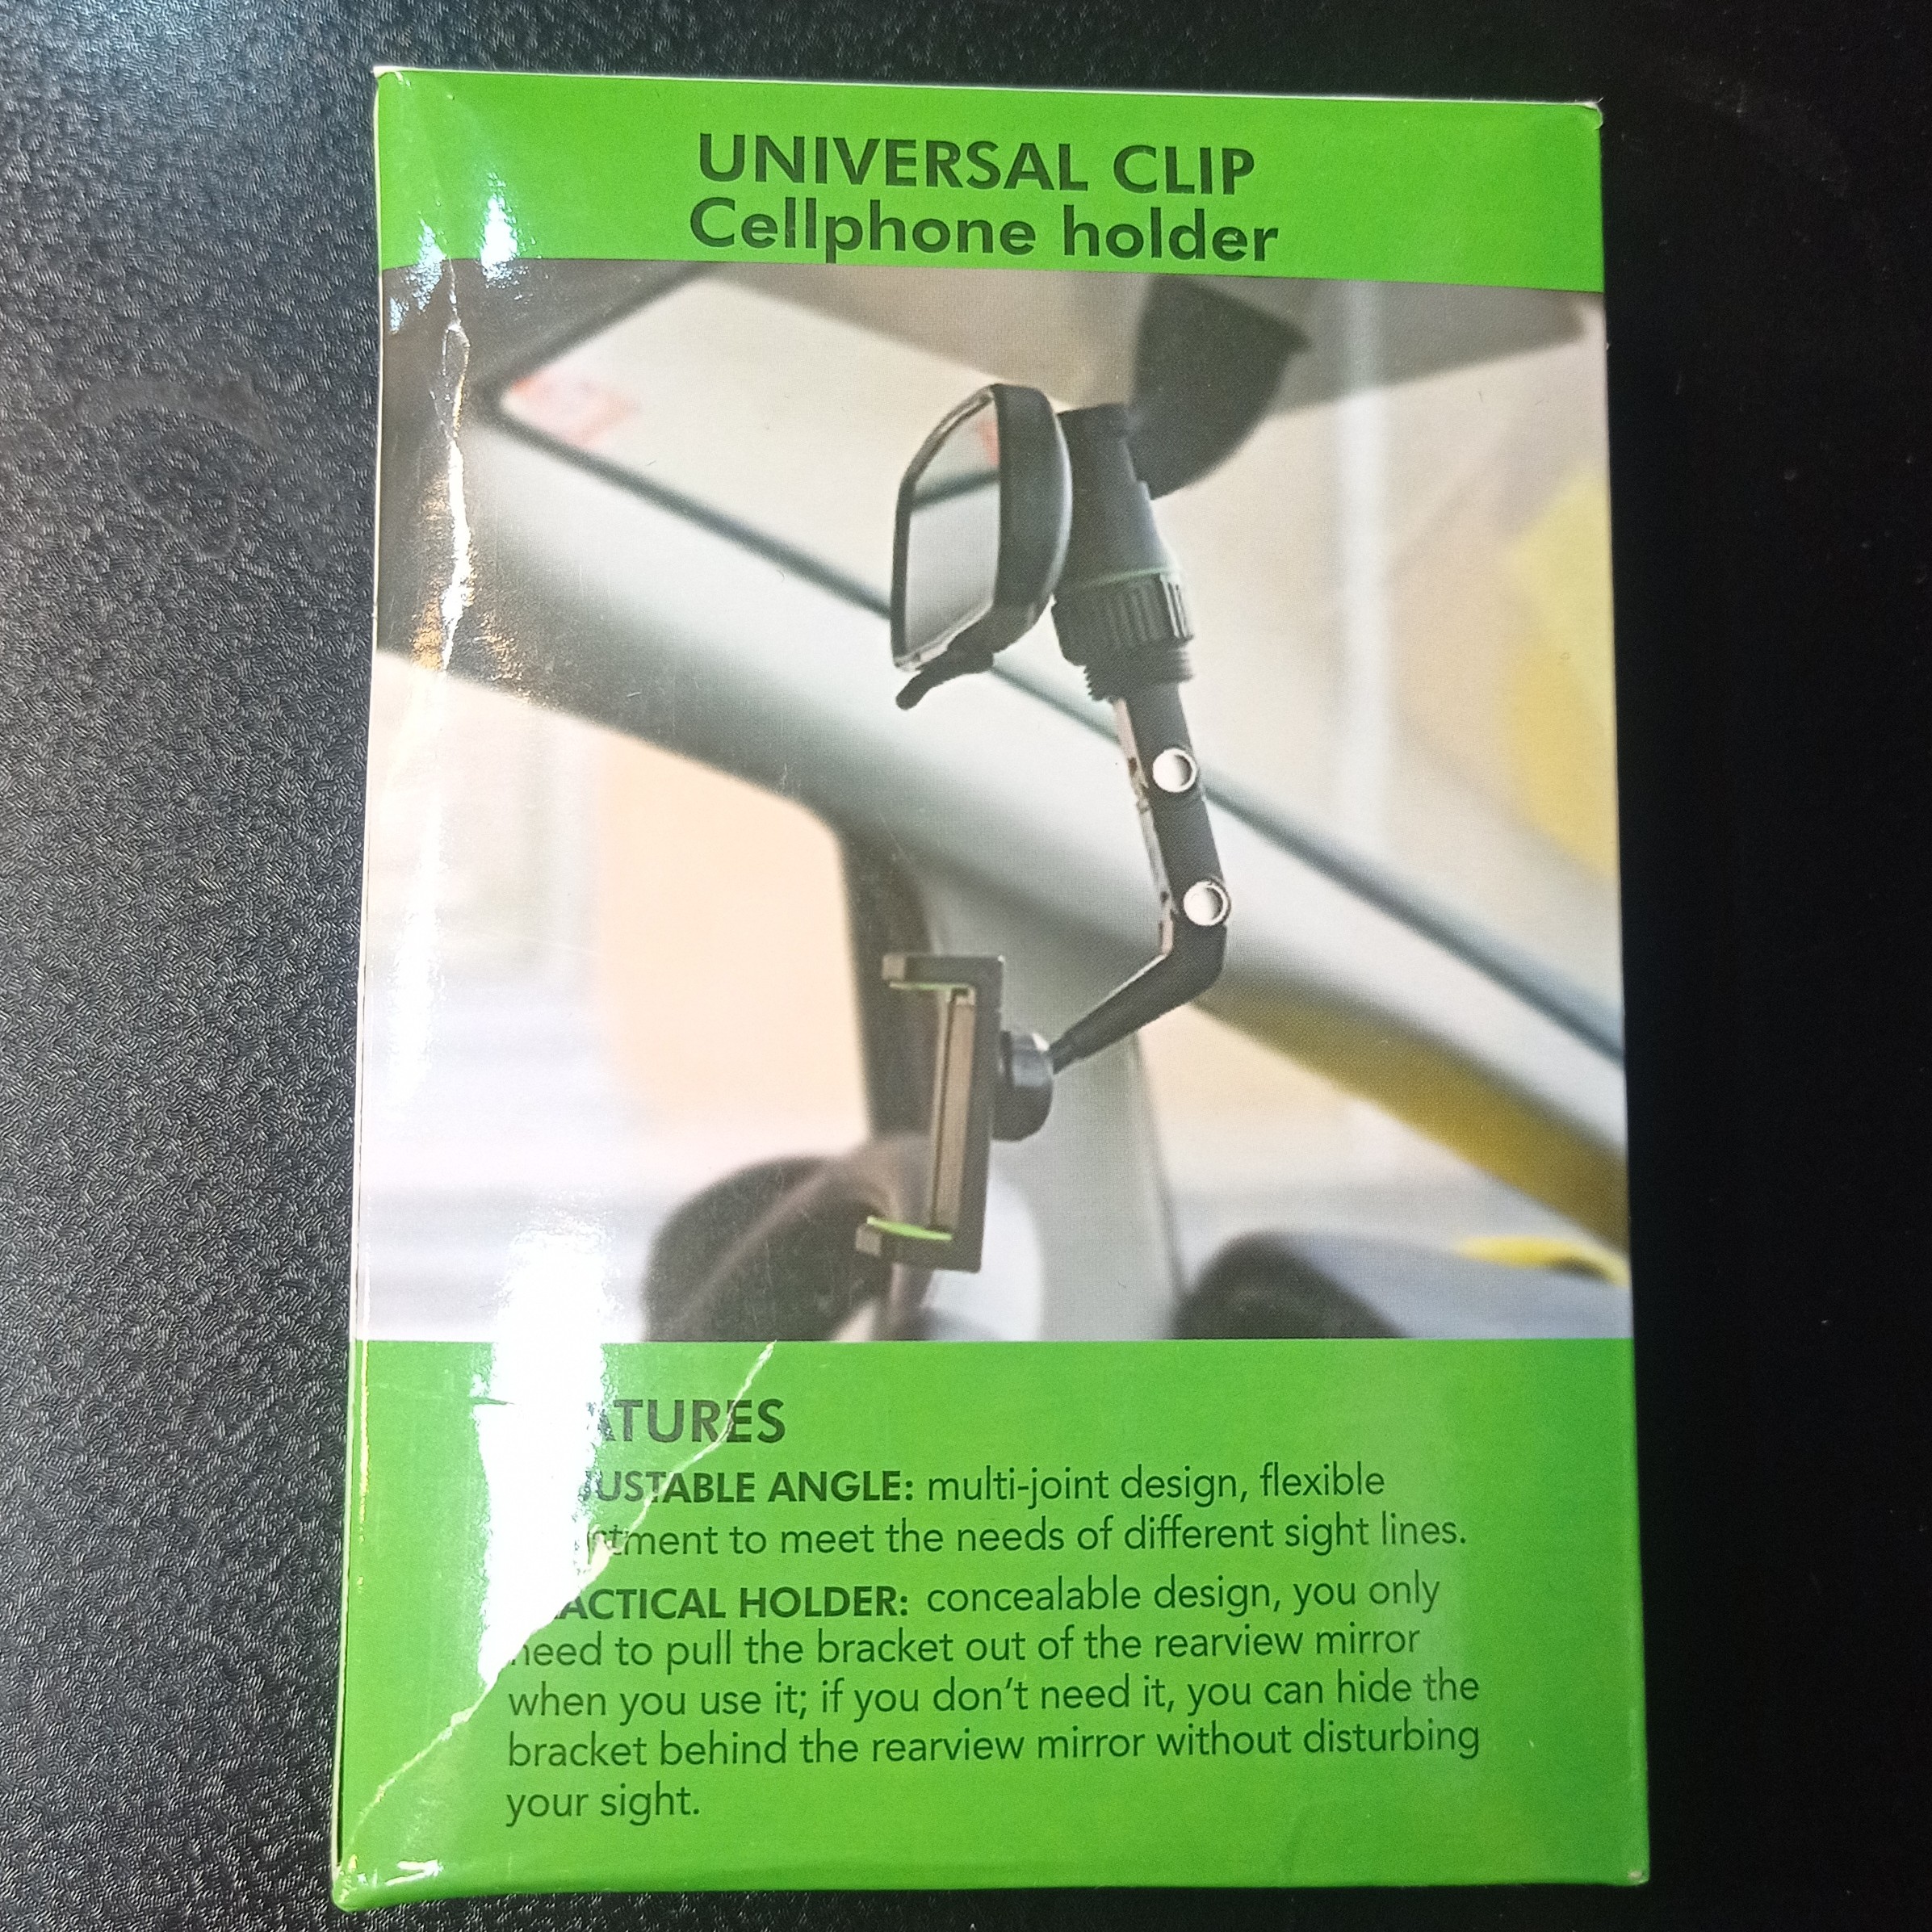 UNIVERSAL CLIP
Cellphone holder
ATURES
JUSTABLE ANGLE: multi-joint design, flexible
stment to meet the needs of different sight lines.
ACTICAL HOLDER: concealable design, you only
need to pull the bracket out of the rearview mirror
when you use it; if you don't need it, you can hide the
bracket behind the rearview mirror without disturbing
your sight.